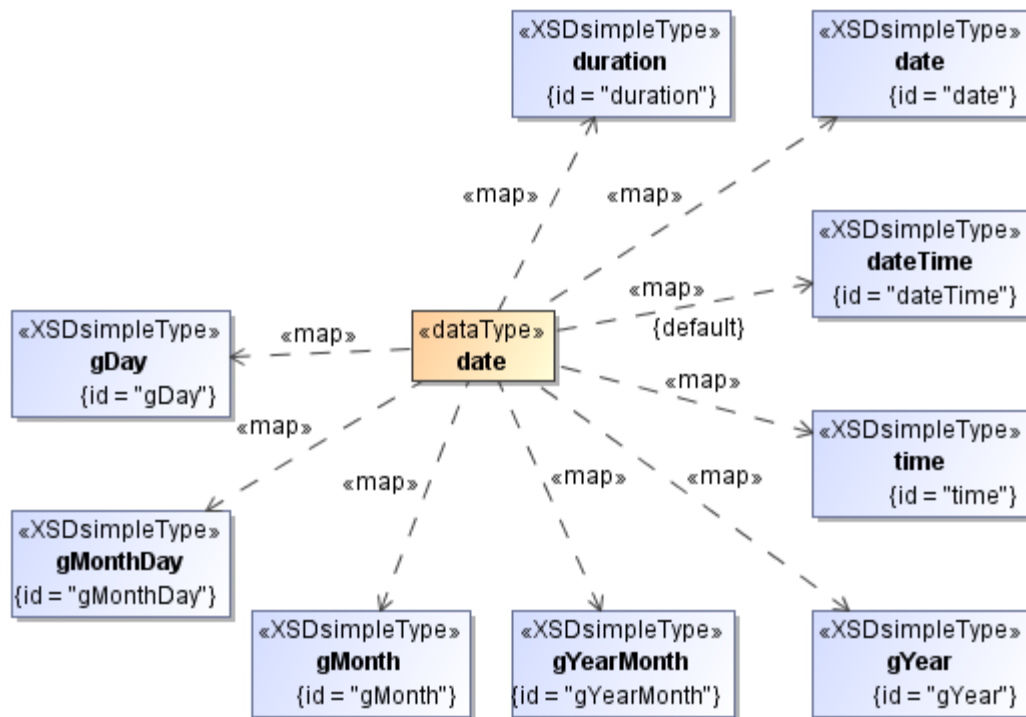 «XSDsimpleType»
duration
{id = "duration"}
«XSDsimpleType»
date
{id = "date"}
«map»
«map»
«XSDsimpleType»
dateTime
{id = "dateTime"}
«map»
{default}
«dataType»
date
«XSDsimpleType»
gDay
{id = "gDay"}
«map»
«map»
«XSDsimpleType»
time
{id = "time"}
«map»
«map»
«map»
«map»
«XSDsimpleType»
gMonthDay
{id = "gMonthDay"}
«XSDsimpleType»
gMonth
{id = "gMonth"}
«XSDsimpleType»
gYearMonth
{id = "gYearMonth"}
«XSDsimpleType»
gYear
{id = "gYear"}